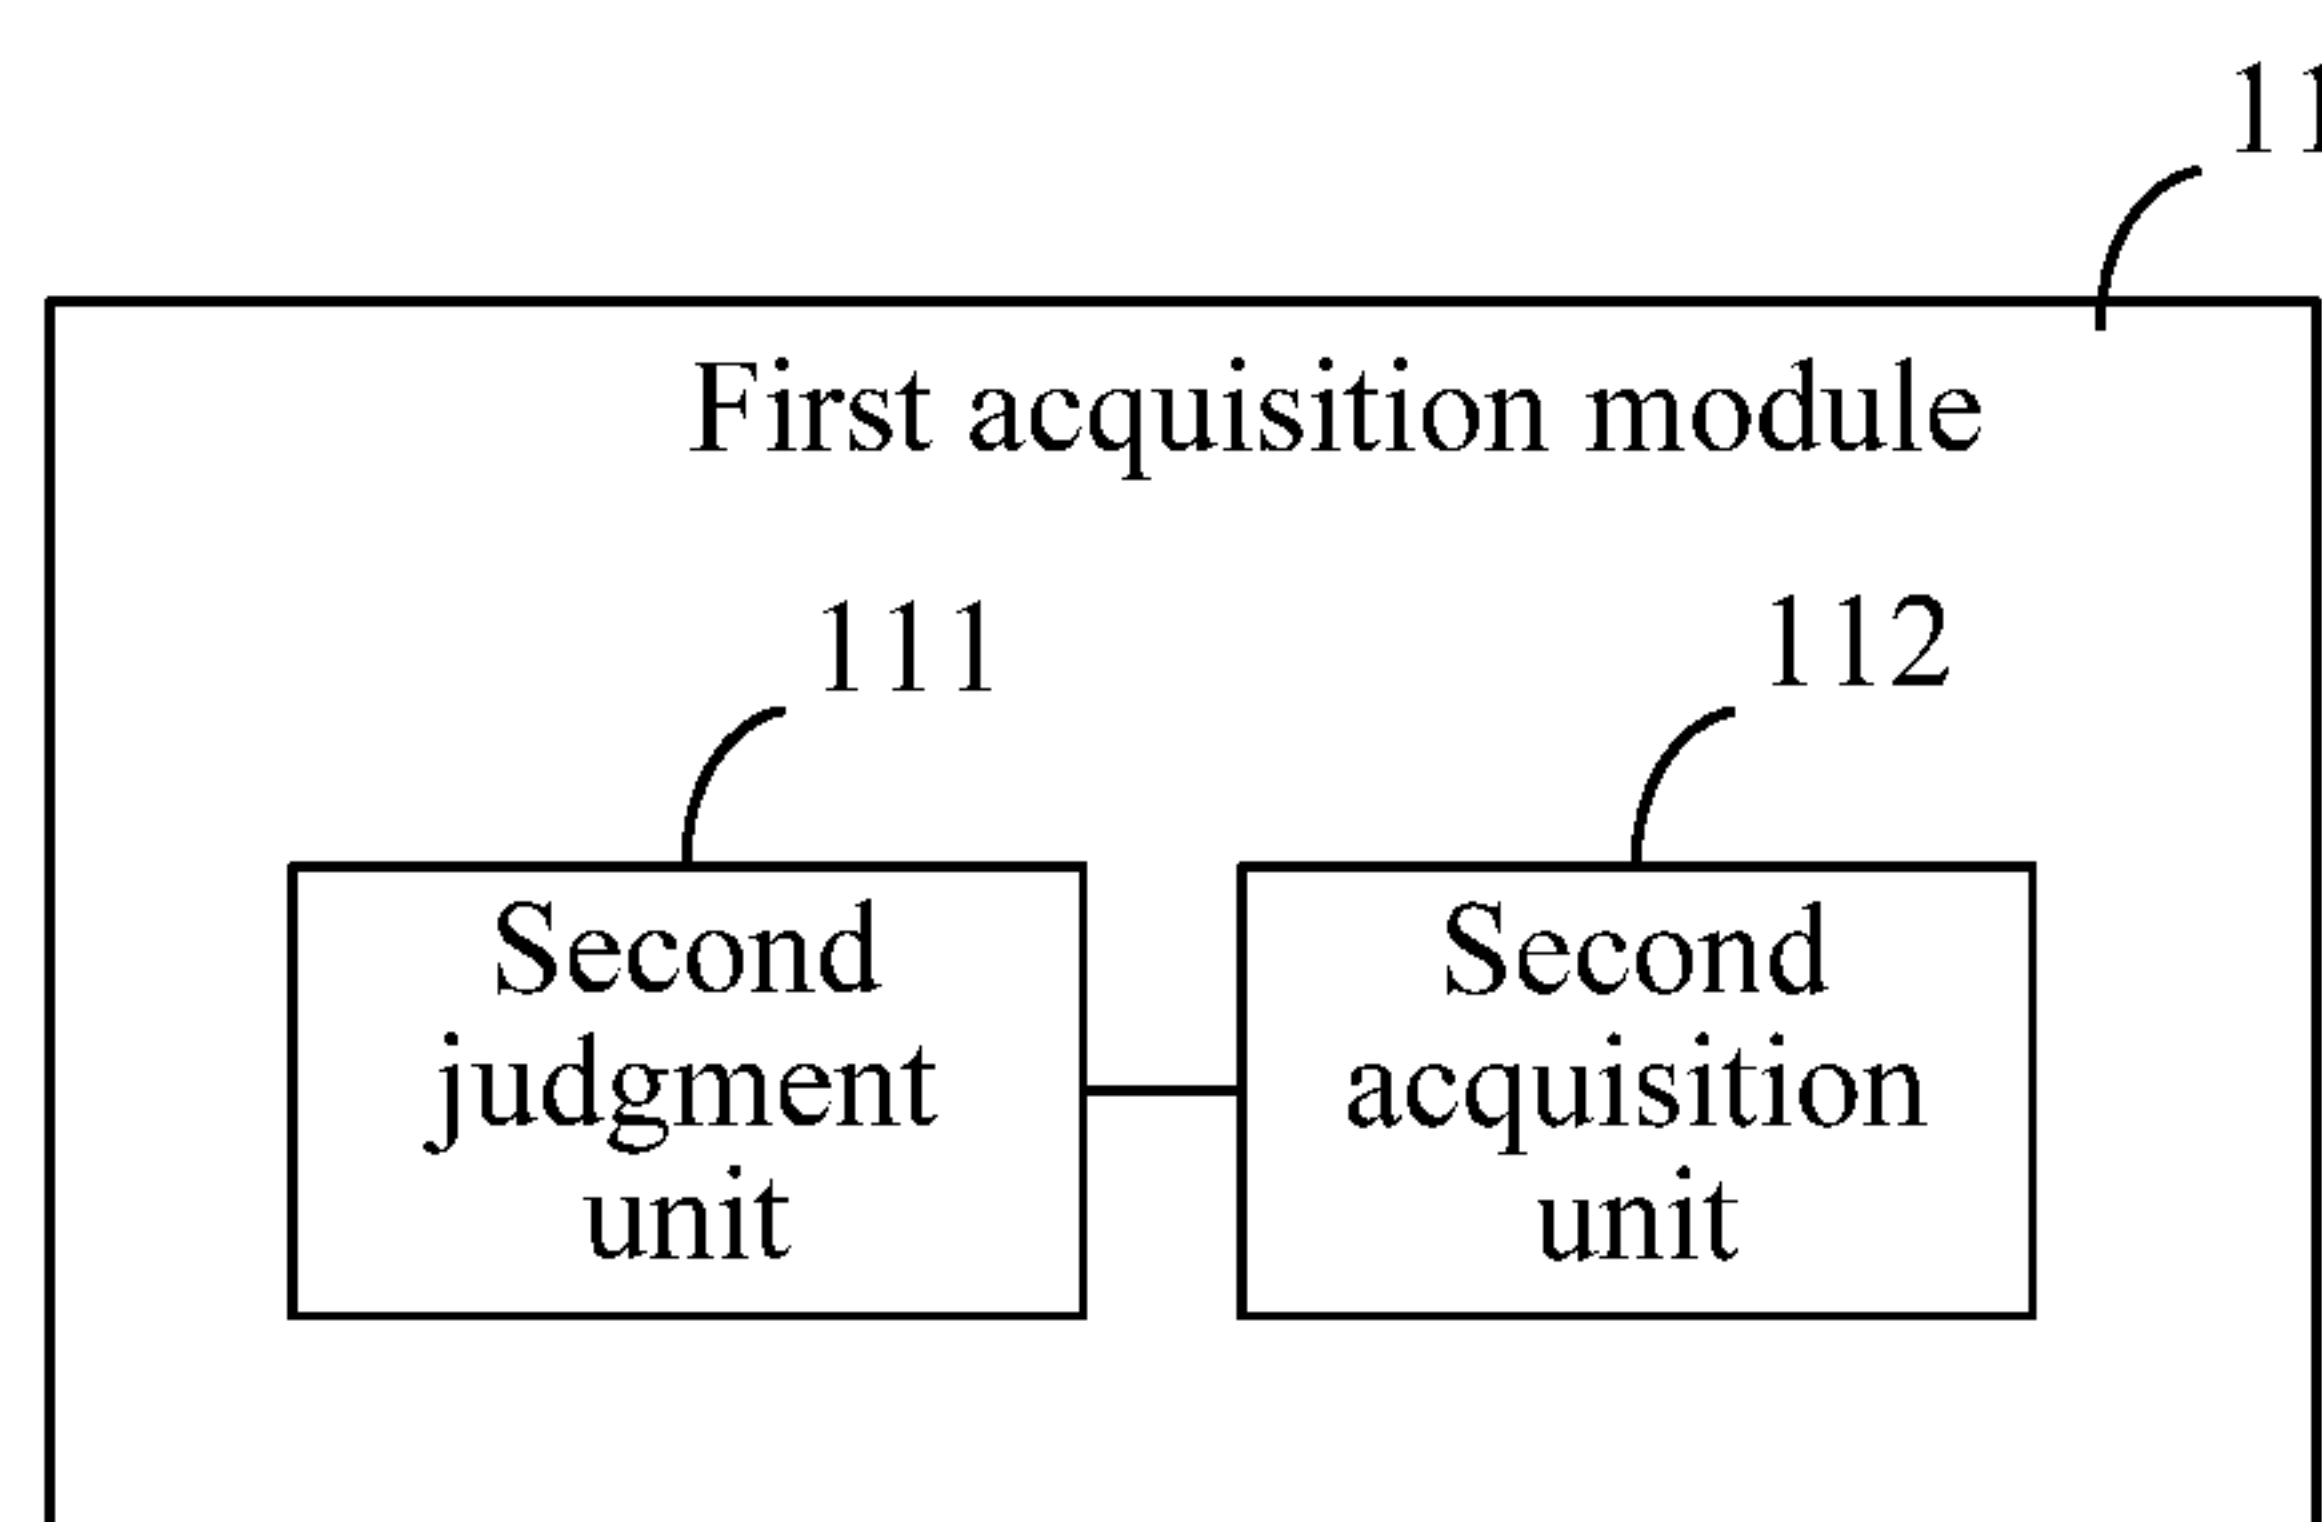 11
First acquisition module
111
112
Second
judgment
unit
Second
acquisition
unit